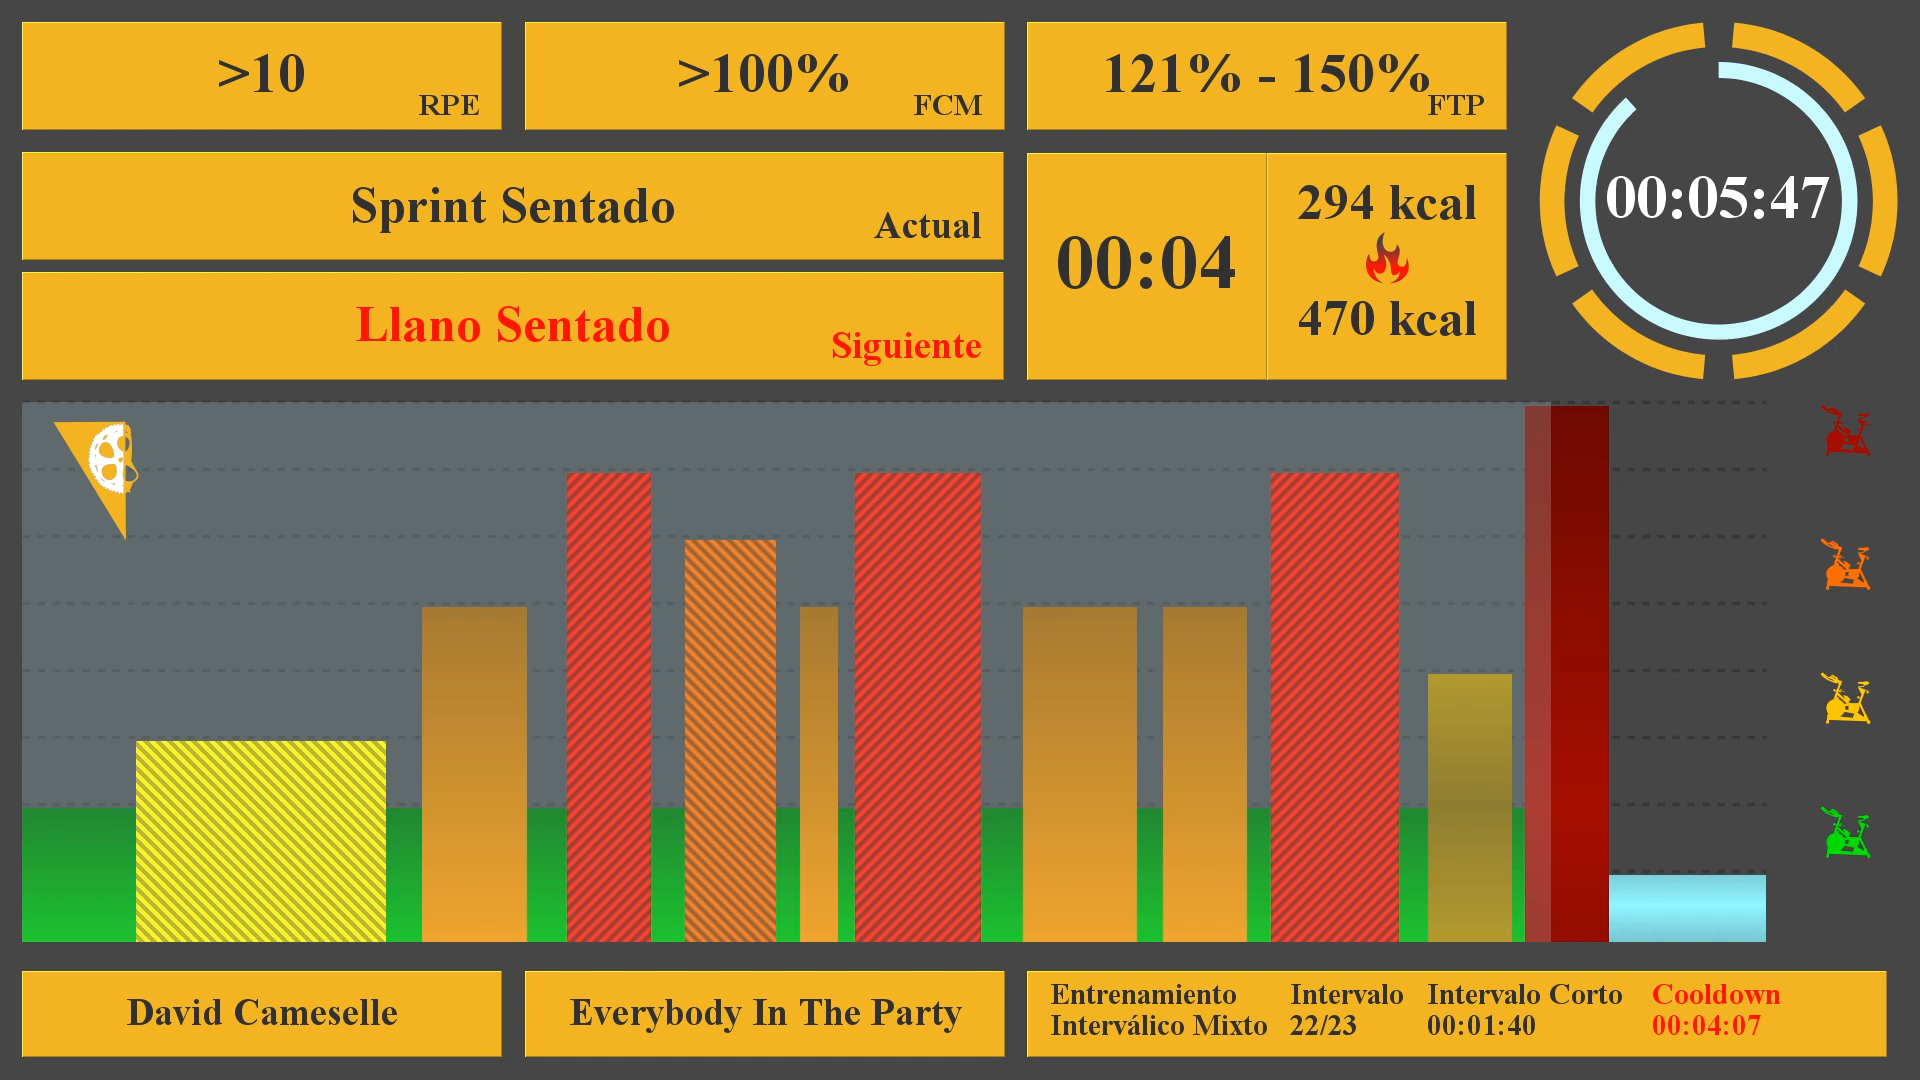 >10 RPE
>100% FCM
121% - 150% FTP
00:05:47
Sprint Sentado Actual
Llano Sentado Siguiente
00:04
294 kcal
470 kcal
David Cameselle
Everybody In The Party
Entrenamiento
Interválico Mixto
Intervalo
22/23
Intervalo Corto
00:01:40
Cooldown
00:04:07